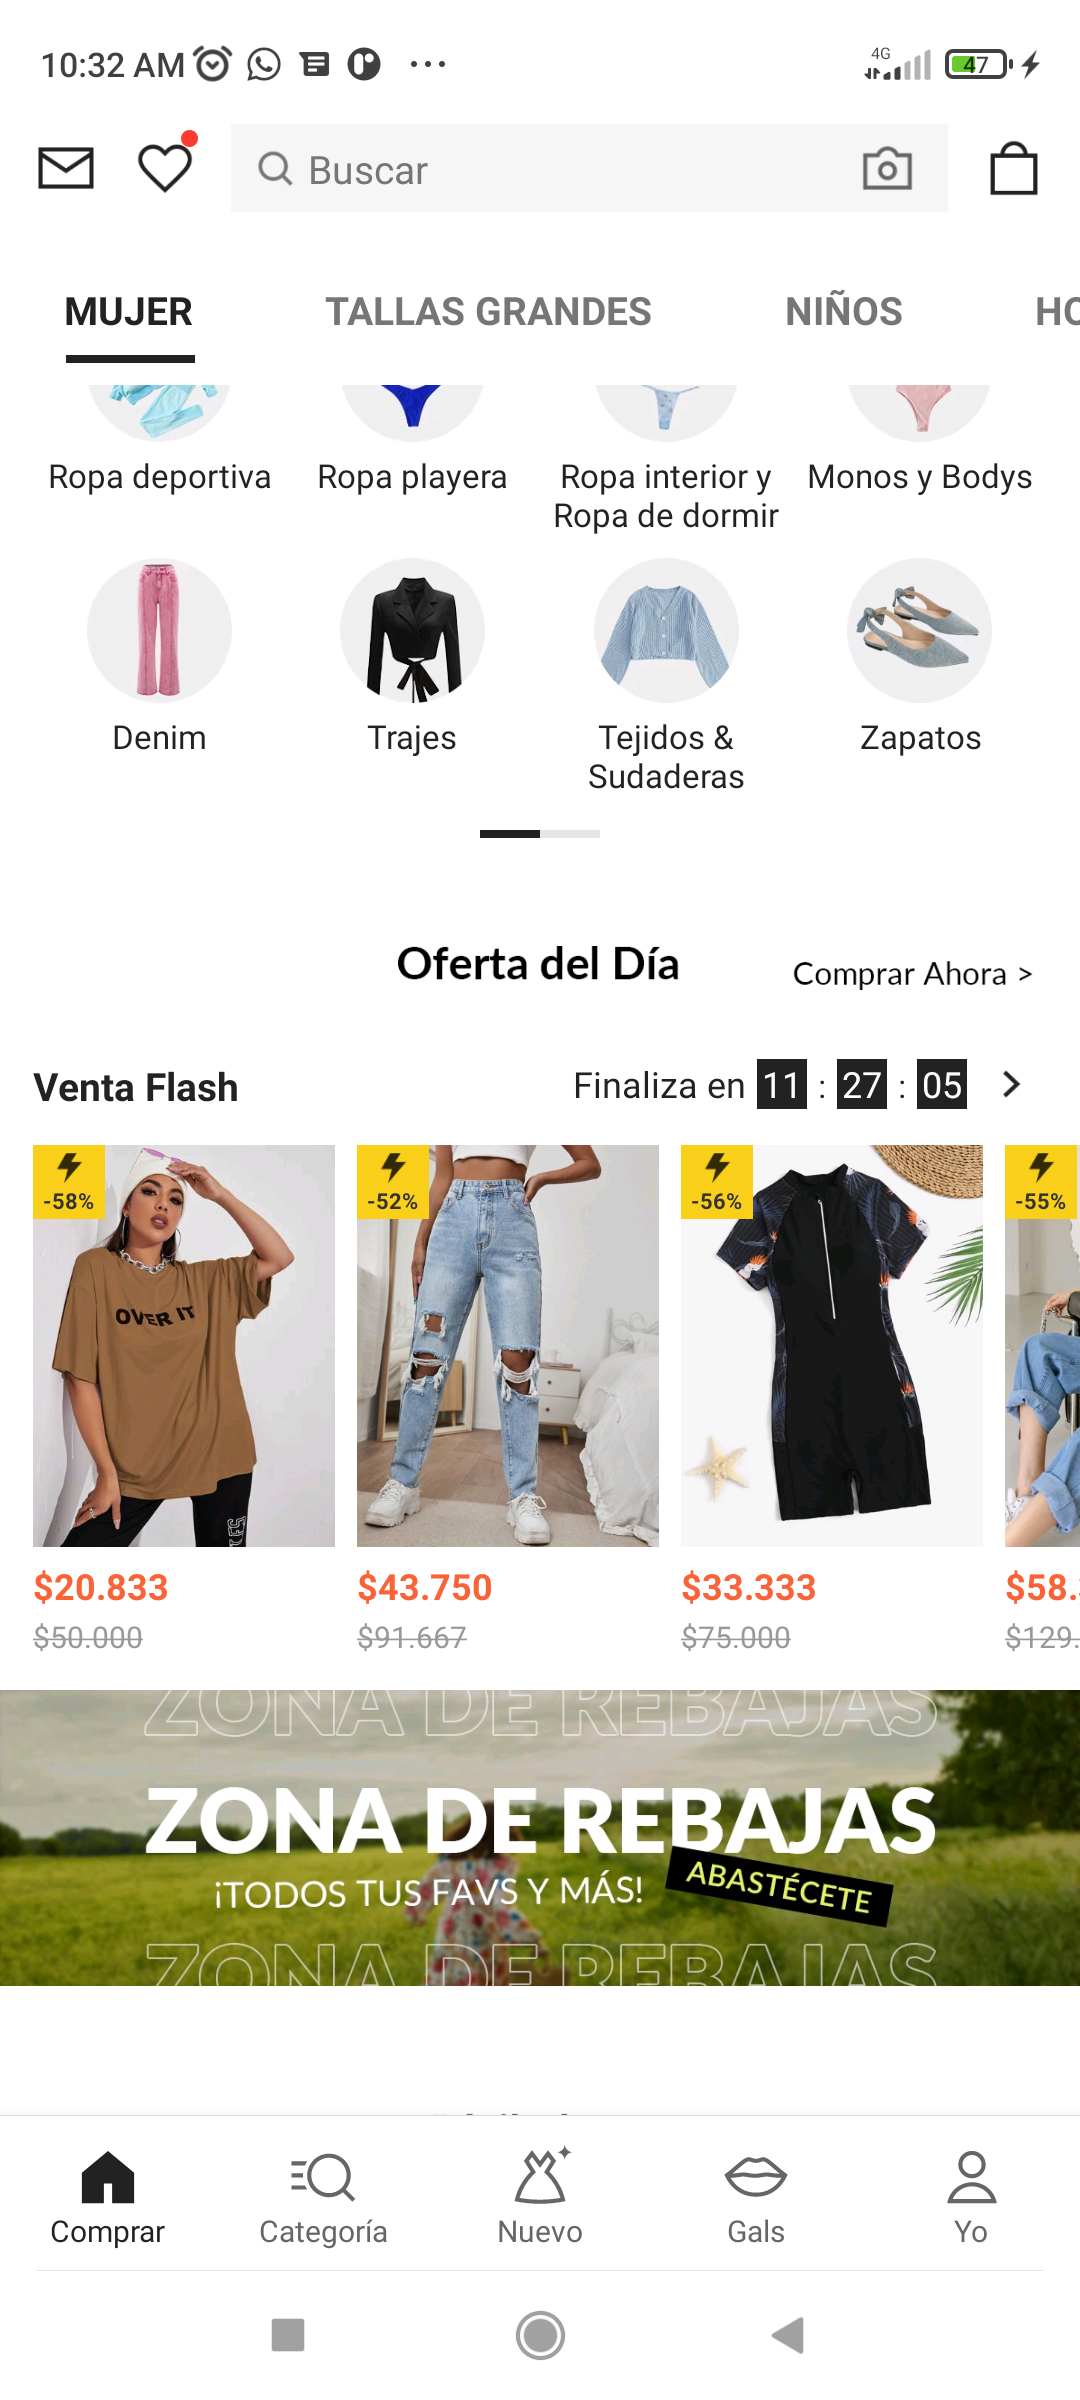 10:32 AM
4G
47
Buscar
MUJER TALLAS GRANDES NIÑOS HO
Ropa deportiva
Ropa playera
Ropa interior y
Ropa de dormir
Monos y Bodys
Denim
Trajes
Tejidos &
Sudaderas
Zapatos
Oferta del Día
Comprar Ahora >
Venta Flash
Finaliza en 11 : 27 : 05
-58%
-52%
-56%
-55%
OVER IT
$20.833
$50.000
$43.750
$91.667
$33.333
$75.000
$58.
$129.
ZONA DE REBAJAS
ZONA DE REBAJAS
¡TODOS TUS FAVS Y MÁS!
ABASTÉCETE
ZONA DE REBAJAS
Comprar
Categoría
Nuevo
Gals
Yo